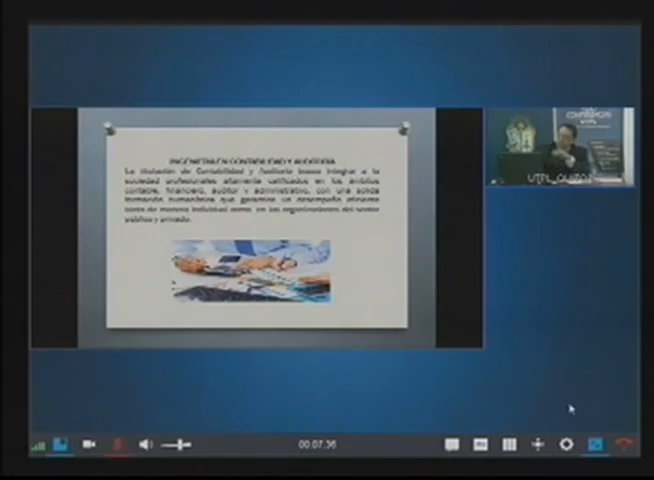 INGENIERÍA EN CONTABILIDAD Y AUDITORÍA
La titulación de Contabilidad y Auditoría busca integrar a la
sociedad profesionales altamente calificados en los ámbitos
contable, financiero, auditor y administrativo, con una sólida
formación humanística que garantice un desempeño eficiente
tanto de manera individual como en las organizaciones del sector
público y privado.
00:07:36